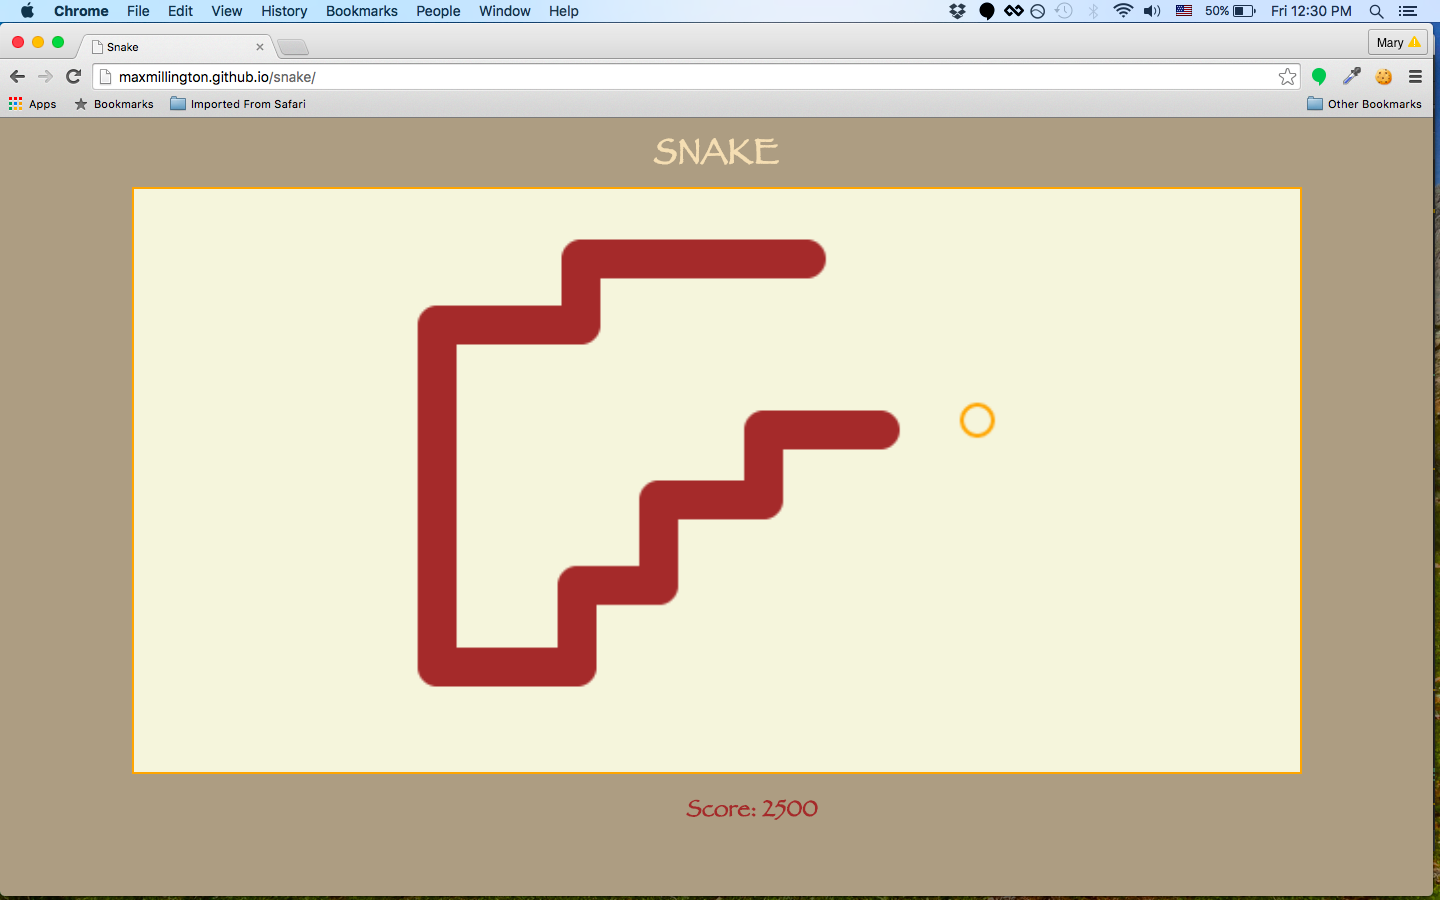 Chrome File Edit View History Bookmarks People Window Help 50% Fri 12:30 PM
Snake Mary
maxmillington.github.io/snake/
Apps Bookmarks Imported From Safari Other Bookmarks
SNAKE
Score: 2500